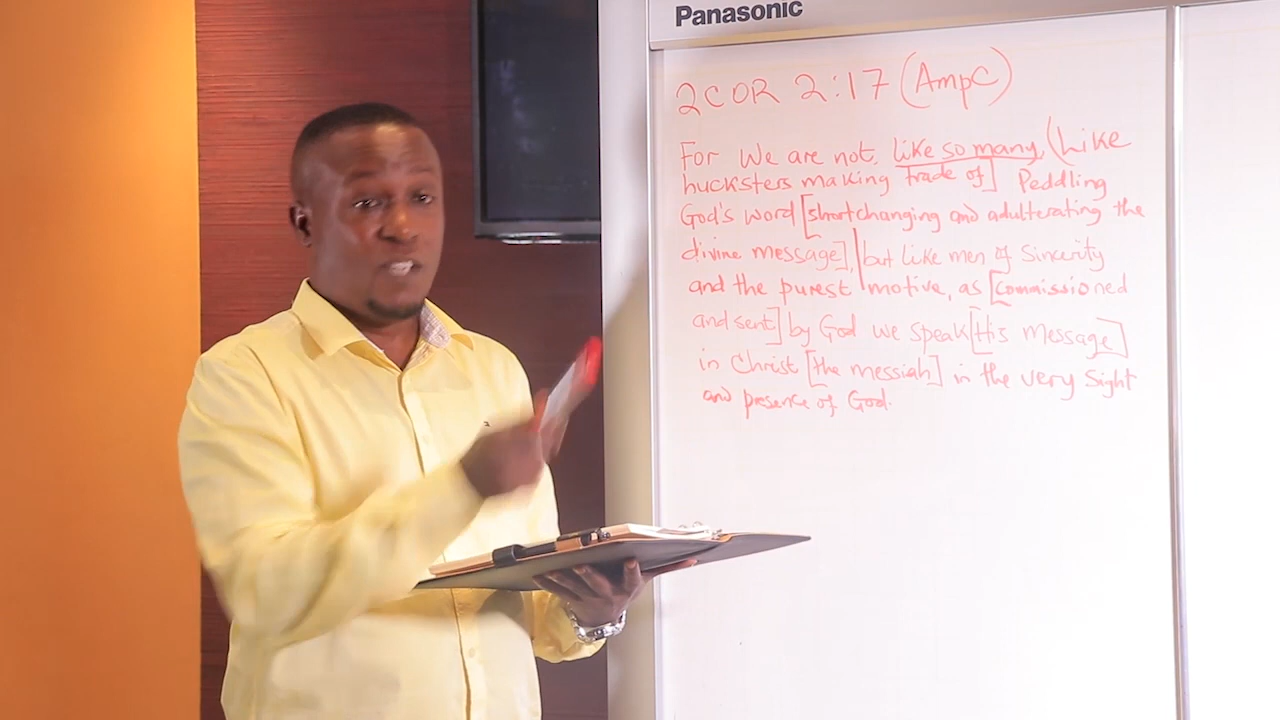 Panasonic
2COR 2:17 (AmpC)
For We are not, like so many, (Like
hucksters making trade of] Peddling
God's word [shortchanging and adulterating the
divine message], but like men of Sincerity
and the purest motive, as [commissioned
and sent] by God we speak [His Message]
in Christ [the messiah] in the very Sight
and presence of God.